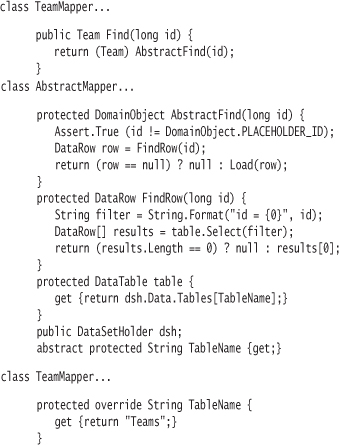 class TeamMapper...
public Team Find(long id) {
return (Team) AbstractFind(id);
}
class AbstractMapper...
protected DomainObject AbstractFind(long id) {
Assert.True (id != DomainObject.PLACEHOLDER_ID);
DataRow row = FindRow(id);
return (row == null) ? null : Load(row);
}
protected DataRow FindRow(long id) {
String filter = String.Format("id = {0}", id);
DataRow[] results = table.Select(filter);
return (results.Length == 0) ? null : results[0];
}
protected DataTable table {
get {return dsh.Data.Tables[TableName];}
}
public DataSetHolder dsh;
abstract protected String TableName {get;}
class TeamMapper...
protected override String TableName {
get {return "Teams";}
}